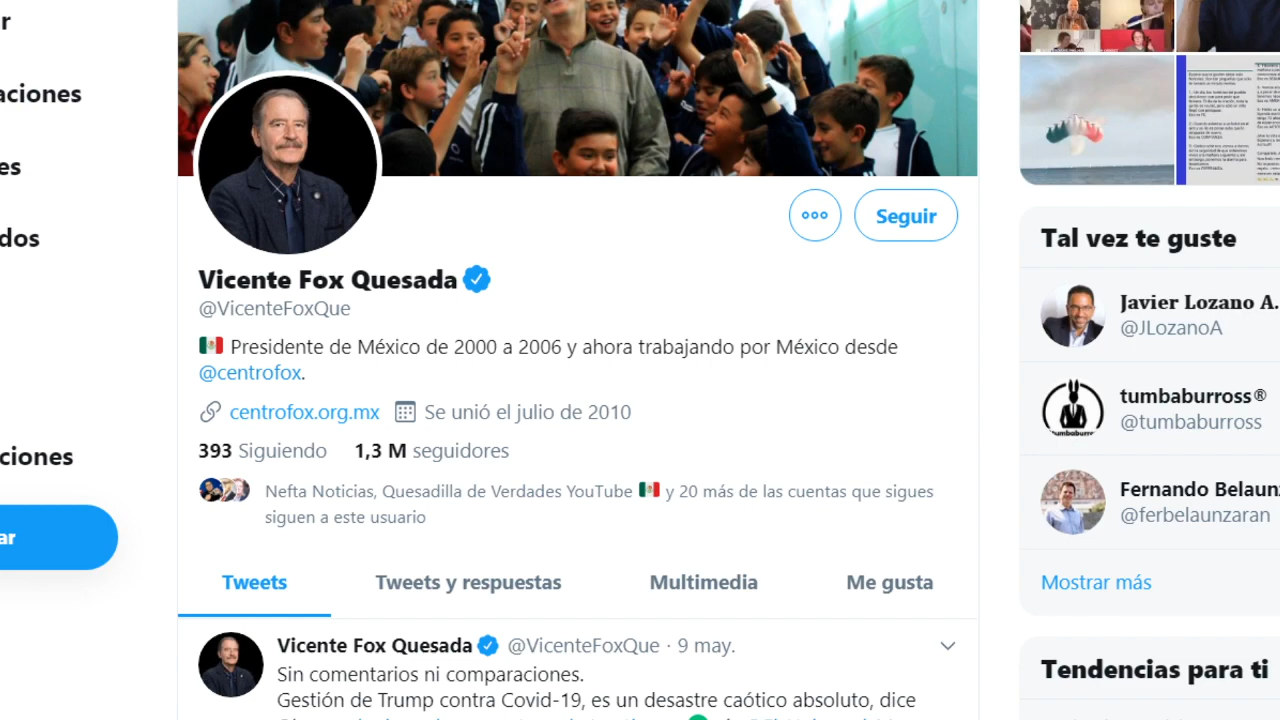 r
aciones
es
dos
ciones
ar
Seguir
Vicente Fox Quesada
@VicenteFoxQue
🇲🇽 Presidente de México de 2000 a 2006 y ahora trabajando por México desde
@centrofox.
centrofox.org.mx Se unió el julio de 2010
393 Siguiendo 1,3 M seguidores
Nefta Noticias, Quesadilla de Verdades YouTube 🇲🇽 y 20 más de las cuentas que sigues
siguen a este usuario
Tweets Tweets y respuestas Multimedia Me gusta
Vicente Fox Quesada @VicenteFoxQue · 9 may.
Sin comentarios ni comparaciones.
Gestión de Trump contra Covid-19, es un desastre caótico absoluto, dice
Tal vez te guste
Javier Lozano A.
@JLozanoA
tumbaburross®
@tumbaburross
Fernando Belaunz
@ferbelaunzaran
Mostrar más
Tendencias para ti